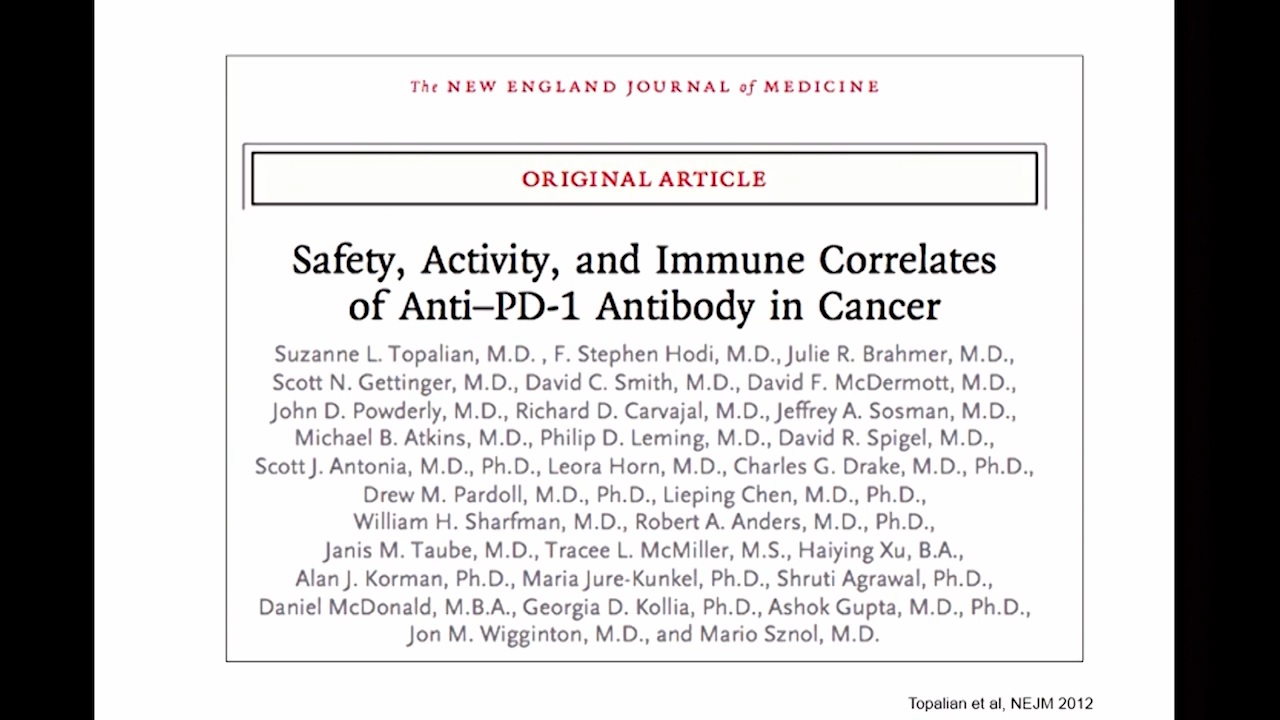 The NEW ENGLAND JOURNAL of MEDICINE
ORIGINAL ARTICLE
Safety, Activity, and Immune Correlates
of Anti–PD-1 Antibody in Cancer
Suzanne L. Topalian, M.D. , F. Stephen Hodi, M.D., Julie R. Brahmer, M.D.,
Scott N. Gettinger, M.D., David C. Smith, M.D., David F. McDermott, M.D.,
John D. Powderly, M.D., Richard D. Carvajal, M.D., Jeffrey A. Sosman, M.D.,
Michael B. Atkins, M.D., Philip D. Leming, M.D., David R. Spigel, M.D.,
Scott J. Antonia, M.D., Ph.D., Leora Horn, M.D., Charles G. Drake, M.D., Ph.D.,
Drew M. Pardoll, M.D., Ph.D., Lieping Chen, M.D., Ph.D.,
William H. Sharfman, M.D., Robert A. Anders, M.D., Ph.D.,
Janis M. Taube, M.D., Tracee L. McMiller, M.S., Haiying Xu, B.A.,
Alan J. Korman, Ph.D., Maria Jure-Kunkel, Ph.D., Shruti Agrawal, Ph.D.,
Daniel McDonald, M.B.A., Georgia D. Kollia, Ph.D., Ashok Gupta, M.D., Ph.D.,
Jon M. Wigginton, M.D., and Mario Sznol, M.D.
Topalian et al, NEJM 2012